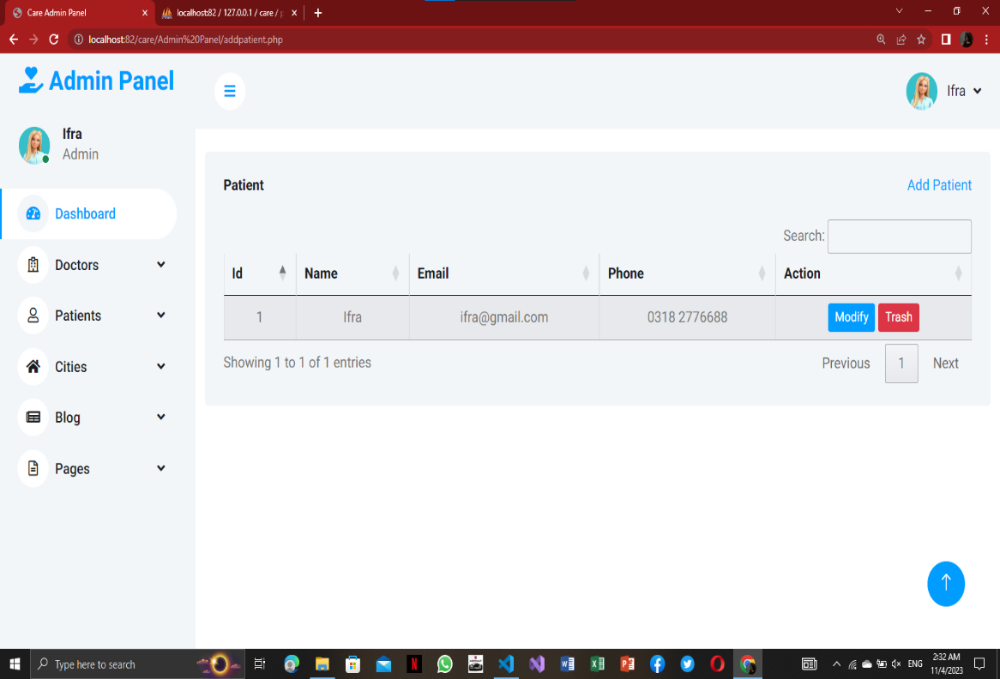 Care Admin Panel
localhost:82 / 127.0.0.1 / care /
localhost:82/care/Admin%20Panel/addpatient.php
Admin Panel
Ifra
Ifra
Admin
Patient
Add Patient
Dashboard
Search:
Doctors
Id Name Email Phone Action
Patients
1 Ifra ifra@gmail.com 0318 2776688 Modify Trash
Cities
Showing 1 to 1 of 1 entries
Previous 1 Next
Blog
Pages
Type here to search
ENG
2:32 AM
11/4/2023